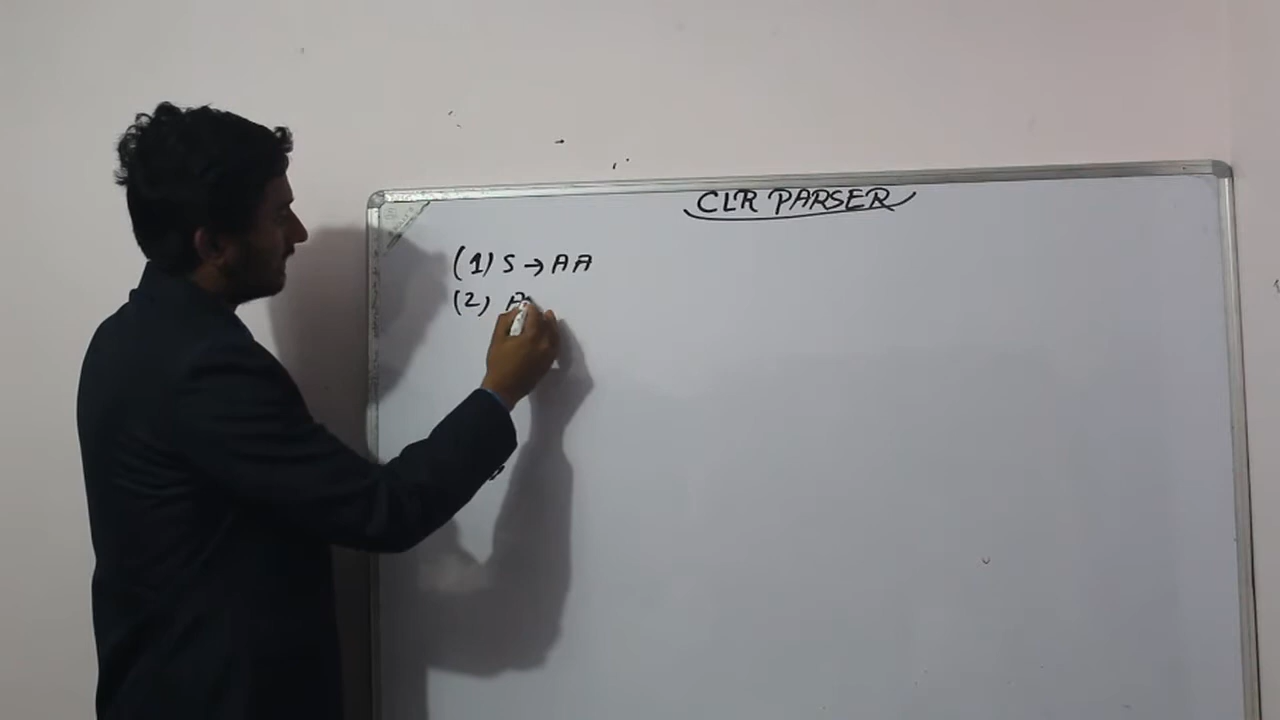 CLR PARSER
(1) S → AA
(2) A